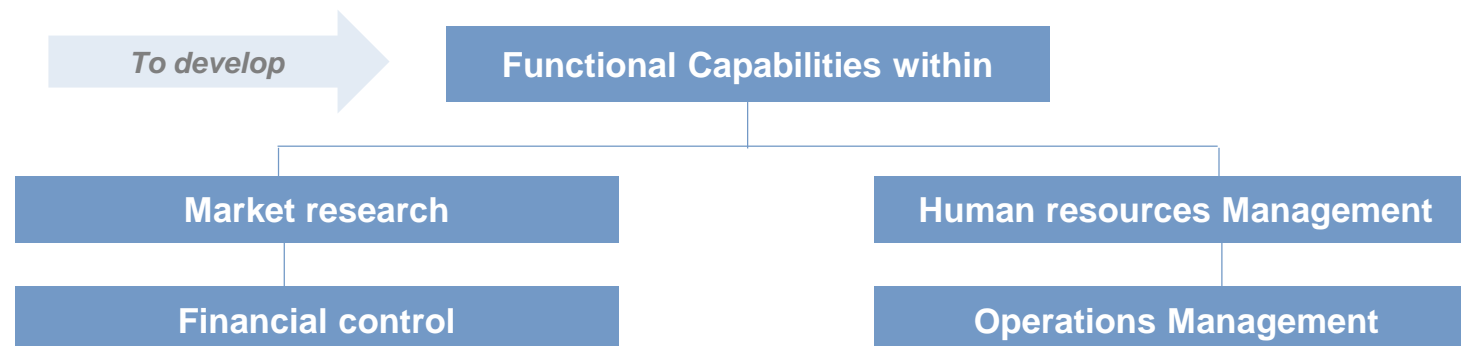 To develop
Functional Capabilities within
Market research
Human resources Management
Financial control
Operations Management